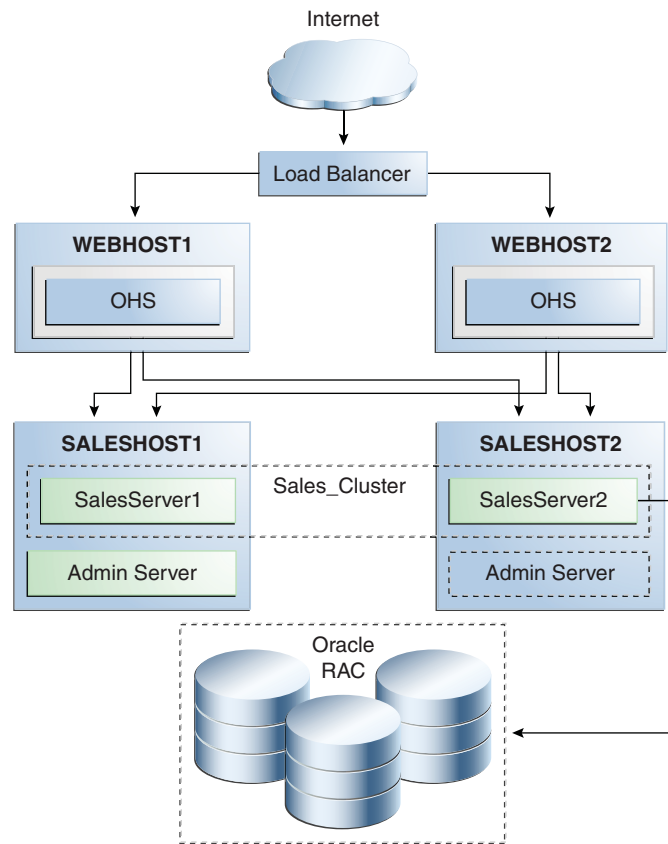 Internet
Load Balancer
WEBHOST1
WEBHOST2
OHS
OHS
SALESHOST1
SALESHOST2
Sales_Cluster
SalesServer1
SalesServer2
Admin Server
Admin Server
Oracle
RAC